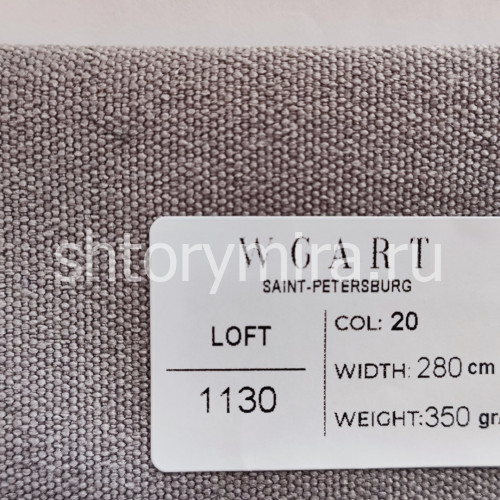 WGART
SAINT-PETERSBURG
LOFT
1130
COL: 20
WIDTH: 280 cm
WEIGHT:350 gr/
shtorymira.ru